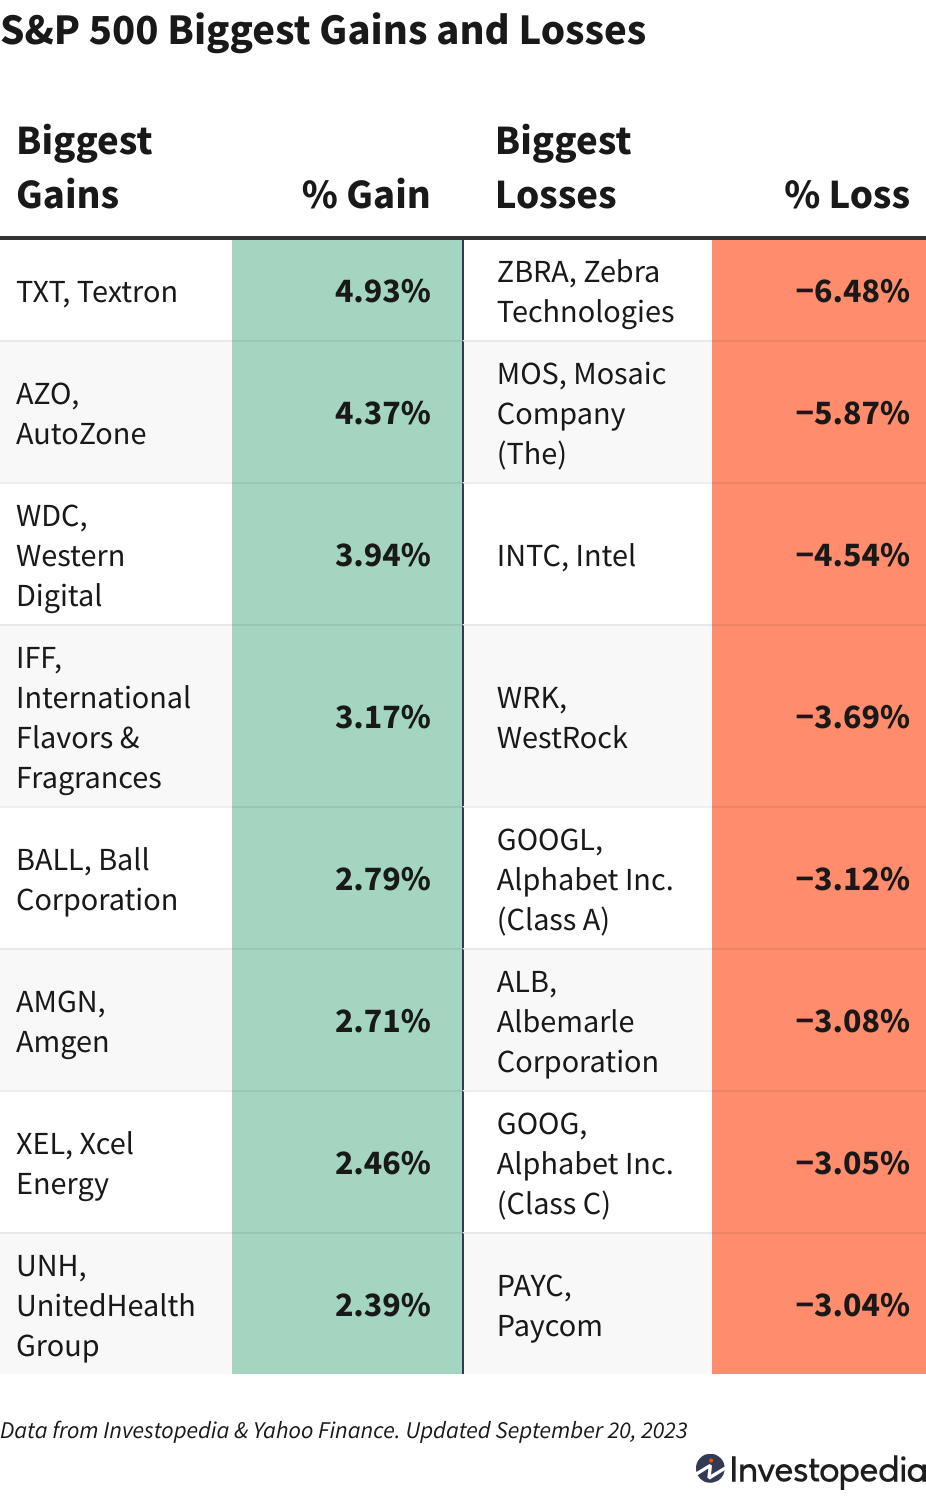 S&P 500 Biggest Gains and Losses
Biggest
Gains
% Gain
Biggest
Losses
% Loss
TXT, Textron
4.93%
ZBRA, Zebra
Technologies
−6.48%
AZO,
AutoZone
4.37%
MOS, Mosaic
Company
(The)
−5.87%
WDC,
Western
Digital
3.94%
INTC, Intel
−4.54%
IFF,
International
Flavors &
Fragrances
3.17%
WRK,
WestRock
−3.69%
BALL, Ball
Corporation
2.79%
GOOGL,
Alphabet Inc.
(Class A)
−3.12%
AMGN,
Amgen
2.71%
ALB,
Albemarle
Corporation
−3.08%
XEL, Xcel
Energy
2.46%
GOOG,
Alphabet Inc.
(Class C)
−3.05%
UNH,
UnitedHealth
Group
2.39%
PAYC,
Paycom
−3.04%
Data from Investopedia & Yahoo Finance. Updated September 20, 2023
Investopedia